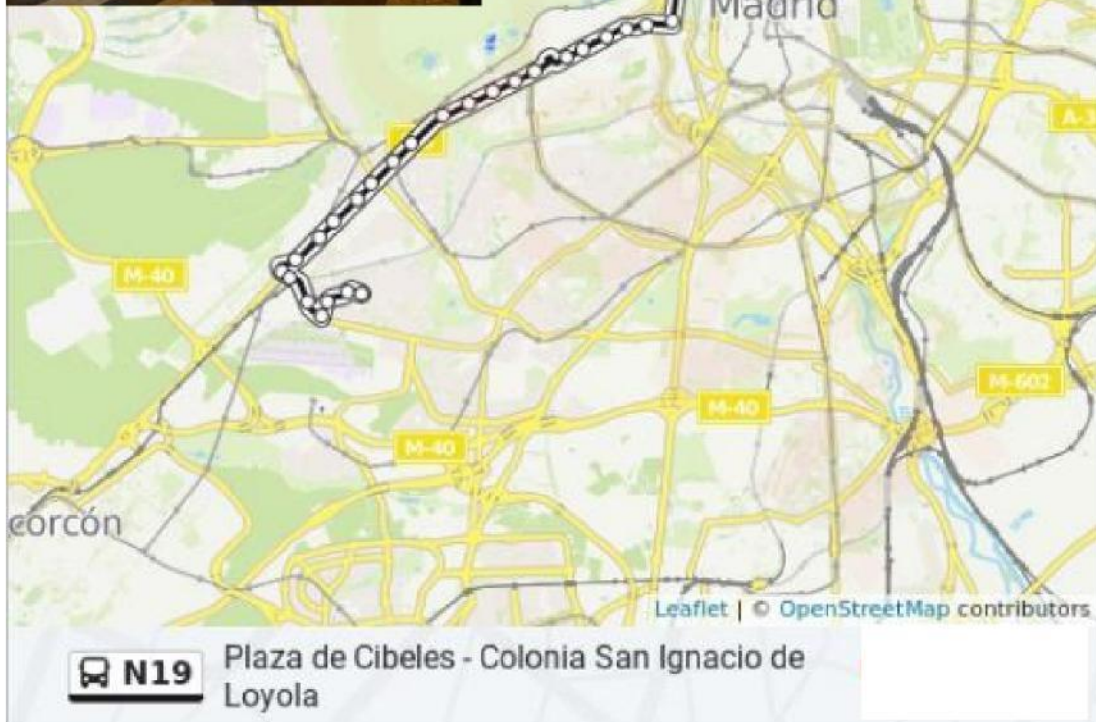 Madrid
A-3
M-40
M-602
M-40
M-40
corcón
Leaflet | © OpenStreetMap contributors
N19
Plaza de Cibeles - Colonia San Ignacio de
Loyola